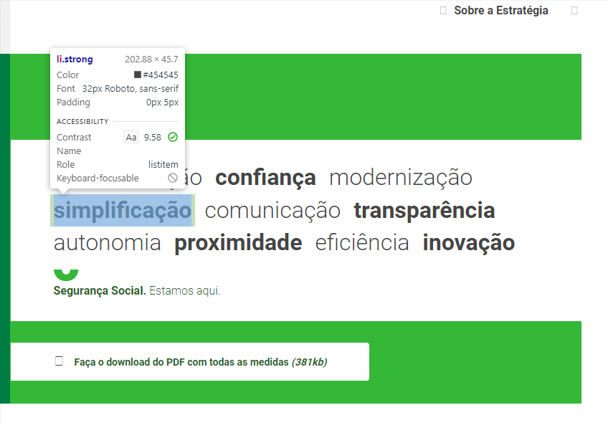 Sobre a Estratégia
li.strong 202.88 × 45.7
Color #454545
Font 32px Roboto, sans-serif
Padding 0px 5px
ACCESSIBILITY
Contrast Aa 9.58
Name
Role listitem
Keyboard-focusable
confiança modernização
simplificação comunicação transparência
autonomia proximidade eficiência inovação
Segurança Social. Estamos aqui.
Faça o download do PDF com todas as medidas (381kb)